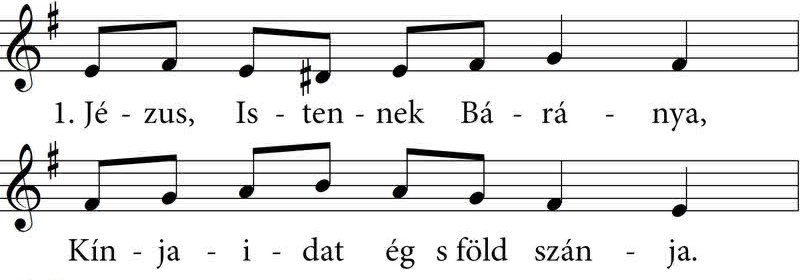 1. Jé - zus, Is - ten - nek Bá - rá - nya,
Kín - ja - i - dat ég s föld szán - ja.